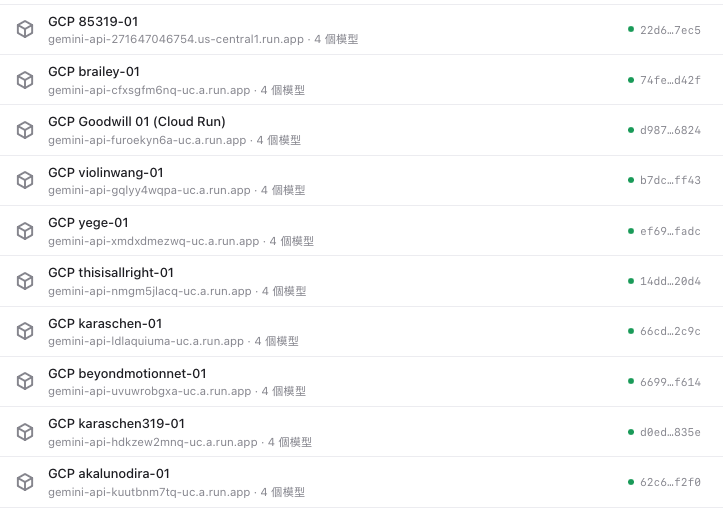 GCP 85319-01
gemini-api-271647046754.us-central1.run.app · 4 個模型
22d6…7ec5
GCP brailey-01
gemini-api-cfxsgfm6nq-uc.a.run.app · 4 個模型
74fe…d42f
GCP Goodwill 01 (Cloud Run)
gemini-api-furoekyn6a-uc.a.run.app · 4 個模型
d987…6824
GCP violinwang-01
gemini-api-gqlyy4wqpa-uc.a.run.app · 4 個模型
b7dc…ff43
GCP yege-01
gemini-api-xmdxdmezwq-uc.a.run.app · 4 個模型
ef69…fadc
GCP thisisallright-01
gemini-api-nmgm5jlacq-uc.a.run.app · 4 個模型
14dd…20d4
GCP karaschen-01
gemini-api-ldlaquiuma-uc.a.run.app · 4 個模型
66cd…2c9c
GCP beyondmotionnet-01
gemini-api-uvuwrobgxa-uc.a.run.app · 4 個模型
6699…f614
GCP karaschen319-01
gemini-api-hdkzew2mnq-uc.a.run.app · 4 個模型
d0ed…835e
GCP akalunodira-01
gemini-api-kuutbnm7tq-uc.a.run.app · 4 個模型
62c6…f2f0